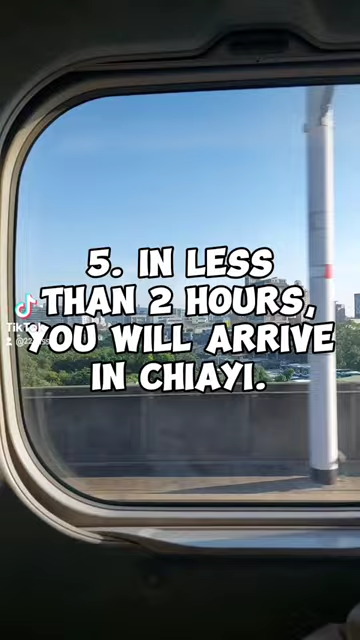 5. IN LESS
THAN 2 HOURS,
YOU WILL ARRIVE
IN CHIAYI.
TikTok